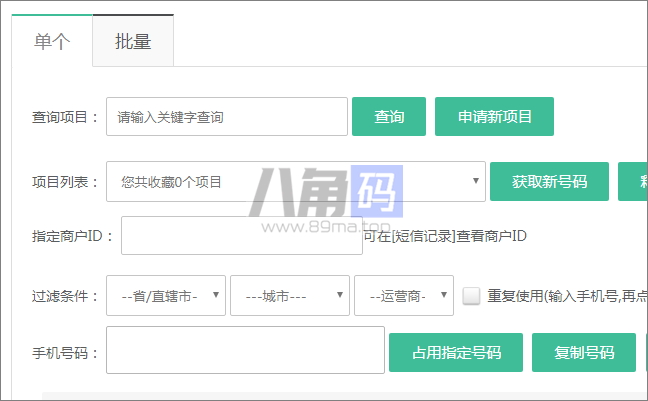 单个 批量
查询项目： 请输入关键字查询 查询 申请新项目
项目列表： 您共收藏0个项目 获取新号码
八角码
www.89ma.top
指定商户ID： 可在[短信记录]查看商户ID
过滤条件： --省/直辖市- ---城市--- --运营商- 重复使用(输入手机号,再点
手机号码： 占用指定号码 复制号码